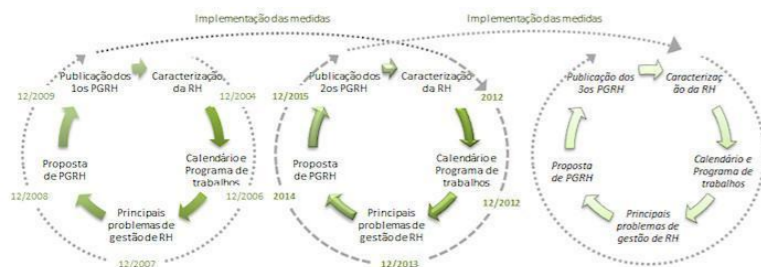 Implementação das medidas
Implementação das medidas
Publicação dos
1os PGRH
Caracterização
da RH
12/2009
12/2004
Proposta
de PGRH
Calendário e
Programa de
trabalhos
12/2008
12/2006
Principais
problemas de
gestão de RH
12/2007
Publicação dos
2os PGRH
Caracterização
da RH
12/2015
2012
Proposta
de PGRH
Calendário e
Programa de
trabalhos
2014
12/2012
Principais
problemas de
gestão de RH
12/2013
Publicação dos
3os PGRH
Caracterizaç
ão da RH
Proposta
de PGRH
Calendário e
Programa de
trabalhos
Principais
problemas de
gestão de RH